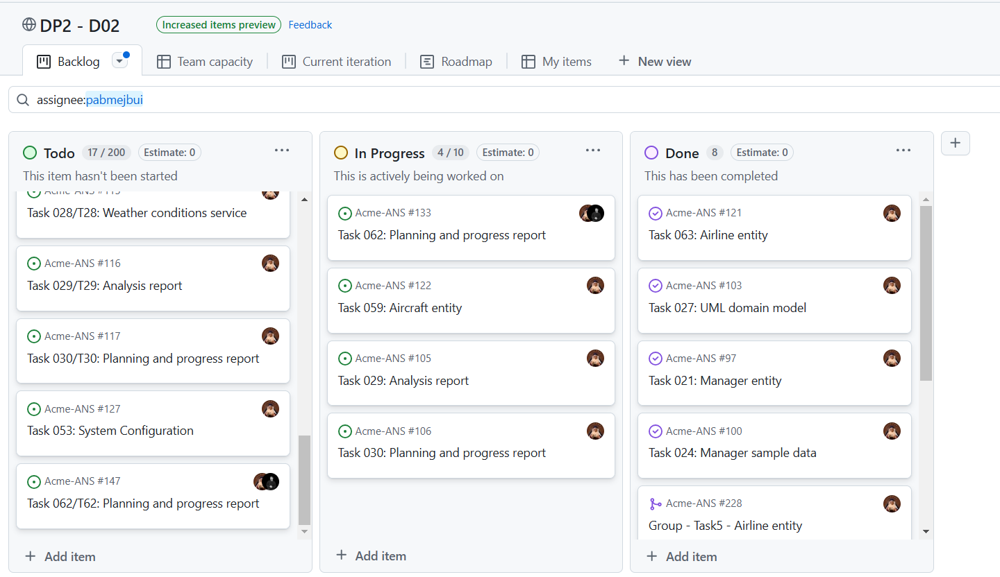 DP2 - D02
Increased items preview
Feedback
Backlog
Team capacity
Current iteration
Roadmap
My items
New view
assignee:pabmejbui
Todo
17 / 200
Estimate: 0
This item hasn't been started
Acme-ANS #115
Task 028/T28: Weather conditions service
Acme-ANS #116
Task 029/T29: Analysis report
Acme-ANS #117
Task 030/T30: Planning and progress report
Acme-ANS #127
Task 053: System Configuration
Acme-ANS #147
Task 062/T62: Planning and progress report
Add item
In Progress
4 / 10
Estimate: 0
This is actively being worked on
Acme-ANS #133
Task 062: Planning and progress report
Acme-ANS #122
Task 059: Aircraft entity
Acme-ANS #105
Task 029: Analysis report
Acme-ANS #106
Task 030: Planning and progress report
Add item
Done
8
Estimate: 0
This has been completed
Acme-ANS #121
Task 063: Airline entity
Acme-ANS #103
Task 027: UML domain model
Acme-ANS #97
Task 021: Manager entity
Acme-ANS #100
Task 024: Manager sample data
Acme-ANS #228
Group - Task5 - Airline entity
Add item